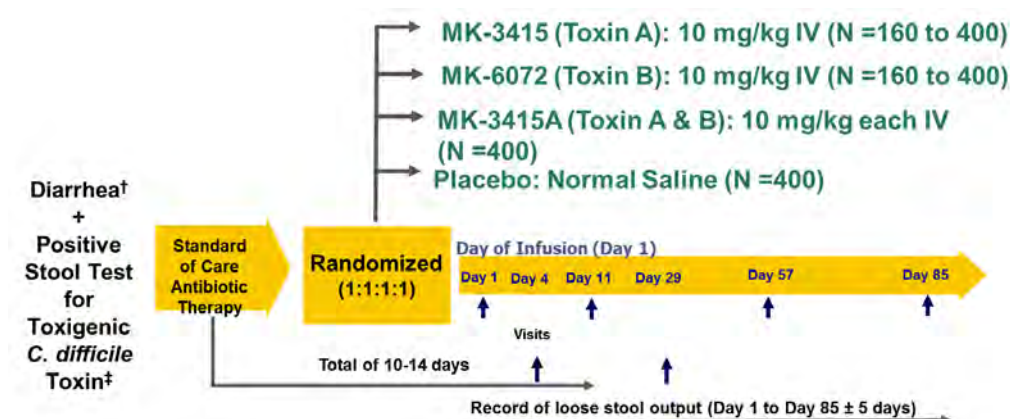 MK-3415 (Toxin A): 10 mg/kg IV (N =160 to 400)
MK-6072 (Toxin B): 10 mg/kg IV (N =160 to 400)
MK-3415A (Toxin A & B): 10 mg/kg each IV
(N =400)
Placebo: Normal Saline (N =400)
Diarrhea†
+
Positive
Stool Test
for
Toxigenic
C. difficile
Toxin‡
Standard
of Care
Antibiotic
Therapy
Randomized
(1:1:1:1)
Day of Infusion (Day 1)
Day 1 Day 4 Day 11 Day 29 Day 57 Day 85
Visits
Total of 10-14 days
Record of loose stool output (Day 1 to Day 85 ± 5 days)